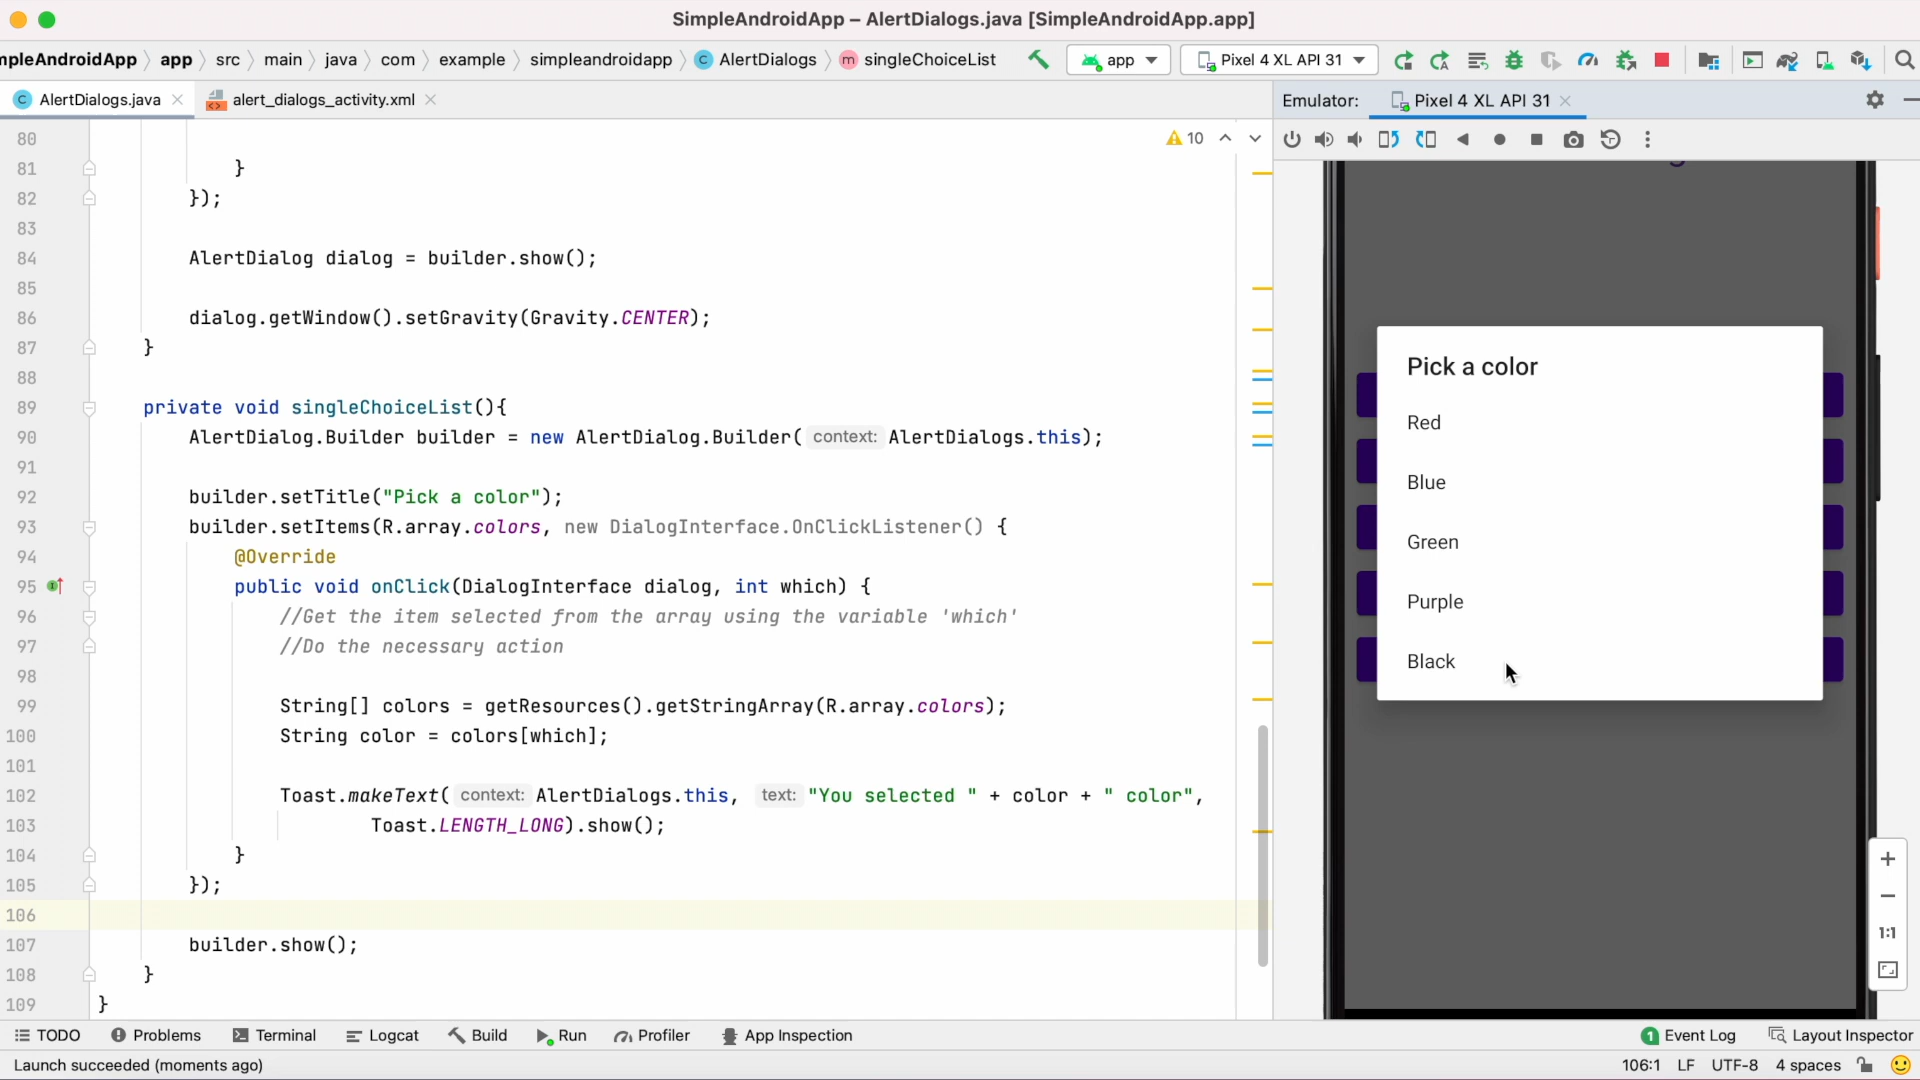 SimpleAndroidApp – AlertDialogs.java [SimpleAndroidApp.app]
mpleAndroidApp app src main java com example simpleandroidapp C AlertDialogs m singleChoiceList app Pixel 4 XL API 31
C AlertDialogs.java alert_dialogs_activity.xml Emulator: Pixel 4 XL API 31
80 10
81 }
82 });
83
84 AlertDialog dialog = builder.show();
85
86 dialog.getWindow().setGravity(Gravity.CENTER);
87 }
88
89 private void singleChoiceList(){
90 AlertDialog.Builder builder = new AlertDialog.Builder( context: AlertDialogs.this);
91
92 builder.setTitle("Pick a color");
93 builder.setItems(R.array.colors, new DialogInterface.OnClickListener() {
94 @Override
95 public void onClick(DialogInterface dialog, int which) {
96 //Get the item selected from the array using the variable 'which'
97 //Do the necessary action
98
99 String[] colors = getResources().getStringArray(R.array.colors);
100 String color = colors[which];
101
102 Toast.makeText( context: AlertDialogs.this, text: "You selected " + color + " color",
103 Toast.LENGTH_LONG).show();
104 }
105 });
106
107 builder.show();
108 }
109 }
Pick a color
Red
Blue
Green
Purple
Black
1:1
TODO Problems Terminal Logcat Build Run Profiler App Inspection 1 Event Log Layout Inspector
Launch succeeded (moments ago) 106:1 LF UTF-8 4 spaces